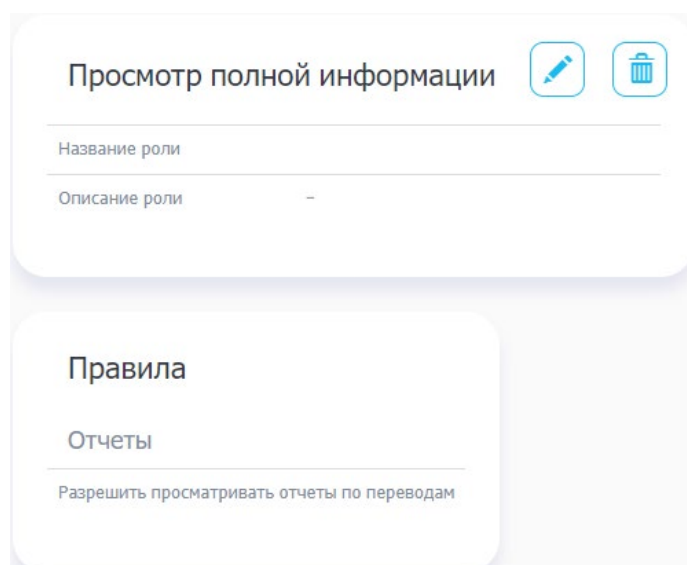 Просмотр полной информации
Название роли
Описание роли –
Правила
Отчеты
Разрешить просматривать отчеты по переводам